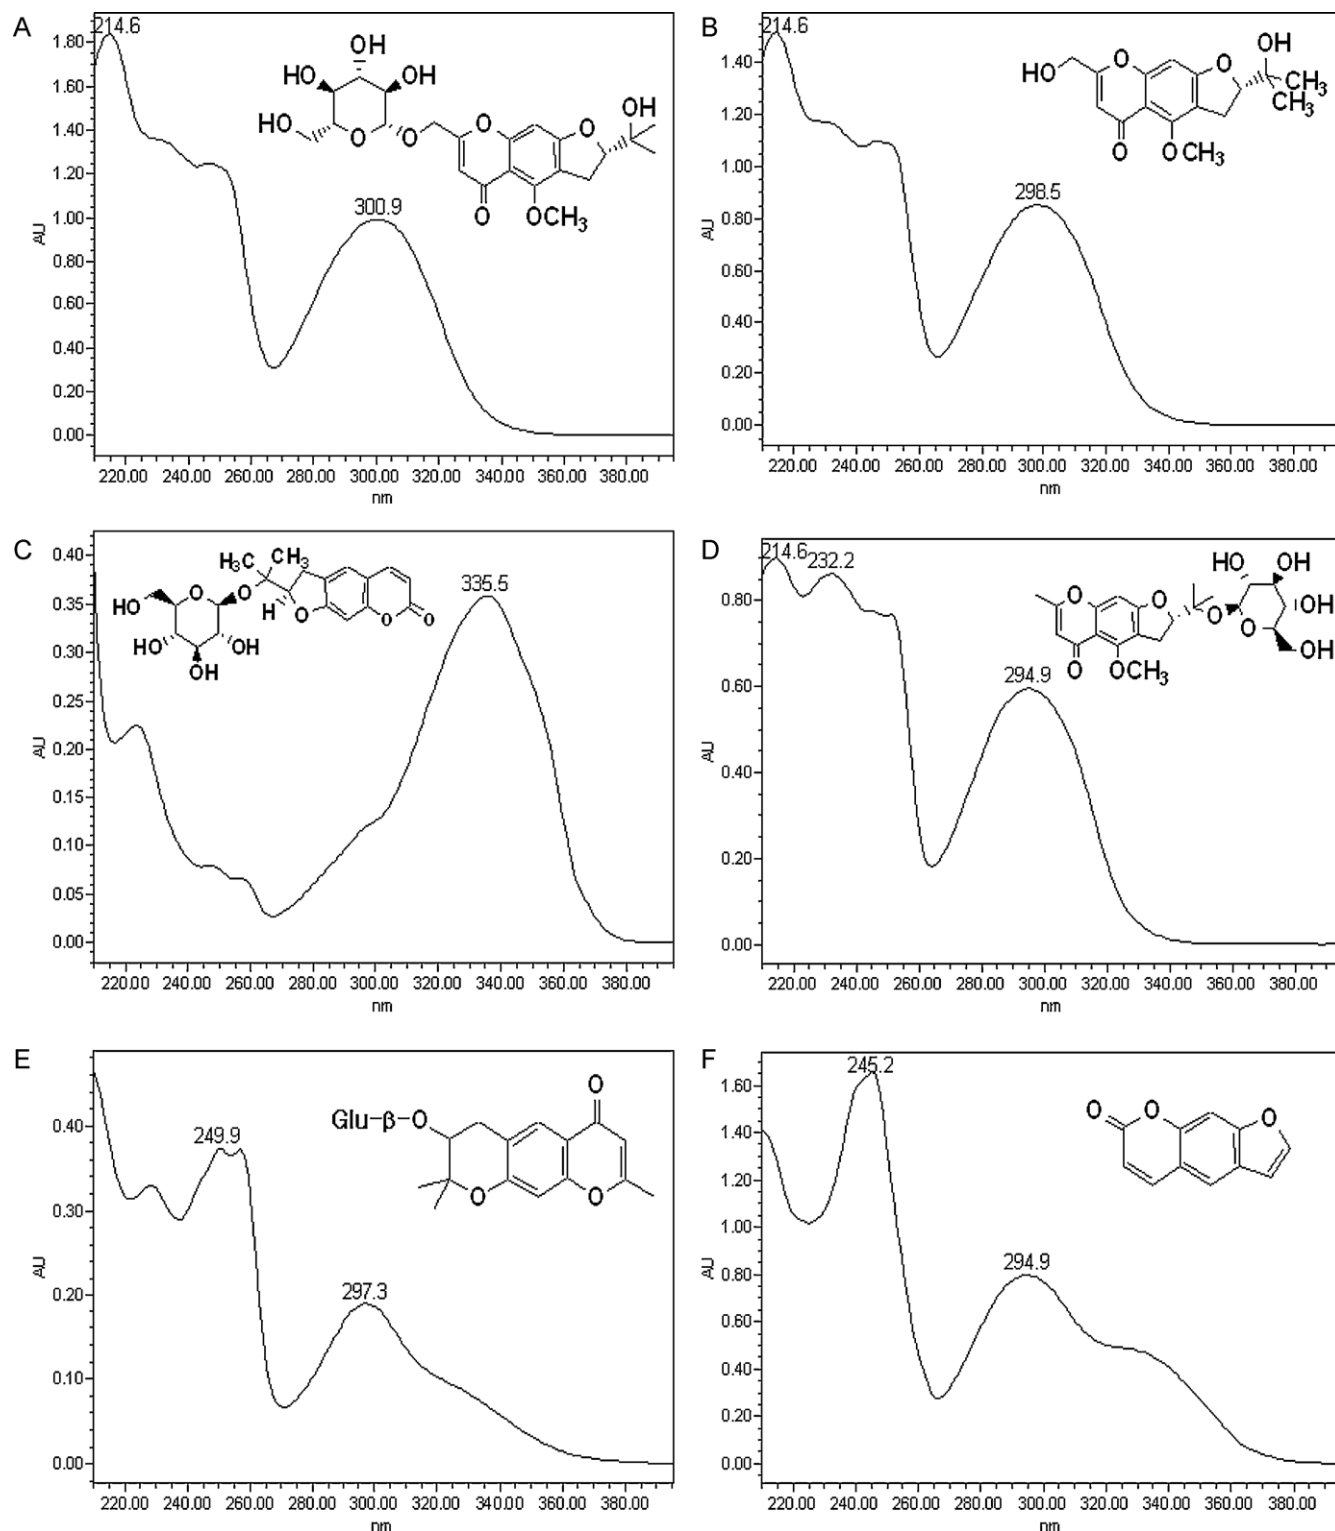 A
214.6
1.80
1.60
1.40
1.20
1.00
0.80
0.60
0.40
0.20
0.00
AU
300.9
OH
HO
OH
HO
O
O
O
O
OH
O
OCH3
220.00 240.00 260.00 280.00 300.00 320.00 340.00 360.00 380.00
nm
B
214.6
1.40
1.20
1.00
0.80
0.60
0.40
0.20
0.00
AU
298.5
OH
HO
O
O
CH3
CH3
O
OCH3
220.00 240.00 260.00 280.00 300.00 320.00 340.00 360.00 380.00
nm
C
0.40
0.35
0.30
0.25
0.20
0.15
0.10
0.05
0.00
AU
335.5
H3C CH3
O
O
HO
H
O
O
O
HO
OH
OH
220.00 240.00 260.00 280.00 300.00 320.00 340.00 360.00 380.00
nm
D
214.6
232.2
0.80
0.60
0.40
0.20
0.00
AU
294.9
HO
OH
O
O
OH
O
O
O
OCH3
HO
220.00 240.00 260.00 280.00 300.00 320.00 340.00 360.00 380.00
nm
E
0.40
0.30
0.20
0.10
0.00
AU
249.9
297.3
O
Glu-β-O
O
O
220.00 240.00 260.00 280.00 300.00 320.00 340.00 360.00 380.00
nm
F
245.2
1.60
1.40
1.20
1.00
0.80
0.60
0.40
0.20
0.00
AU
294.9
O
O
O
220.00 240.00 260.00 280.00 300.00 320.00 340.00 360.00 380.00
nm